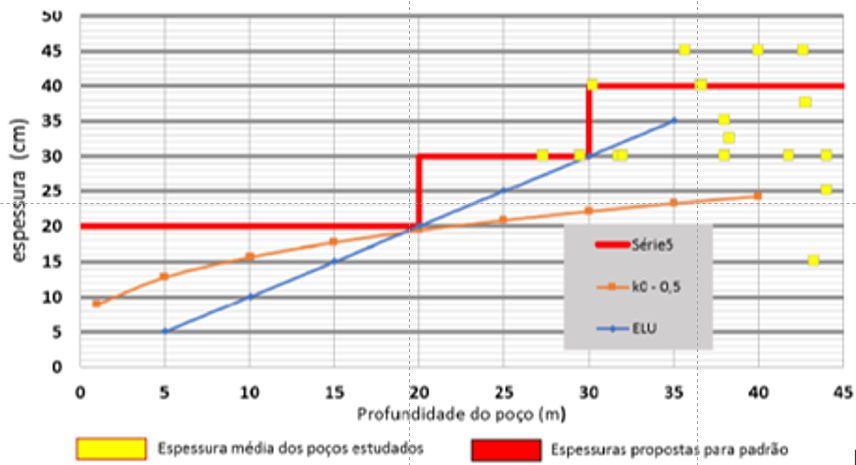 50
45
40
35
30
25
20
15
10
5
0
espessura (cm)
Série5
k0 - 0,5
ELU
0 5 10 15 20 25 30 35 40 45
Profundidade do poço (m)
Espessura média dos poços estudados
Espessuras propostas para padrão